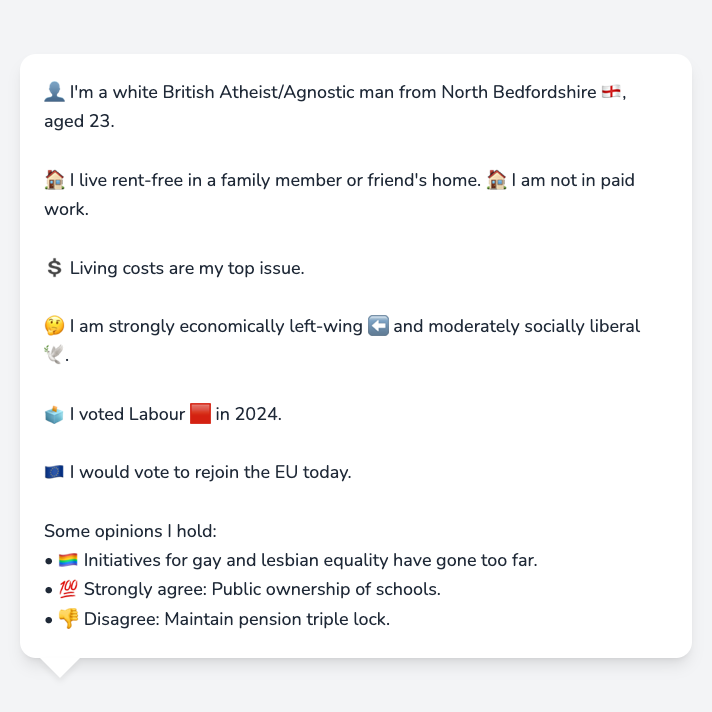 👤 I'm a white British Atheist/Agnostic man from North Bedfordshire 🏴󠁧󠁢󠁥󠁮󠁧󠁿,
aged 23.
🏠 I live rent-free in a family member or friend's home. 🏠 I am not in paid
work.
💲 Living costs are my top issue.
🤔 I am strongly economically left-wing ⬅️ and moderately socially liberal
🕊️.
🗳️ I voted Labour 🟥 in 2024.
🇪🇺 I would vote to rejoin the EU today.
Some opinions I hold:
• 🏳️‍🌈 Initiatives for gay and lesbian equality have gone too far.
• 💯 Strongly agree: Public ownership of schools.
• 👎 Disagree: Maintain pension triple lock.